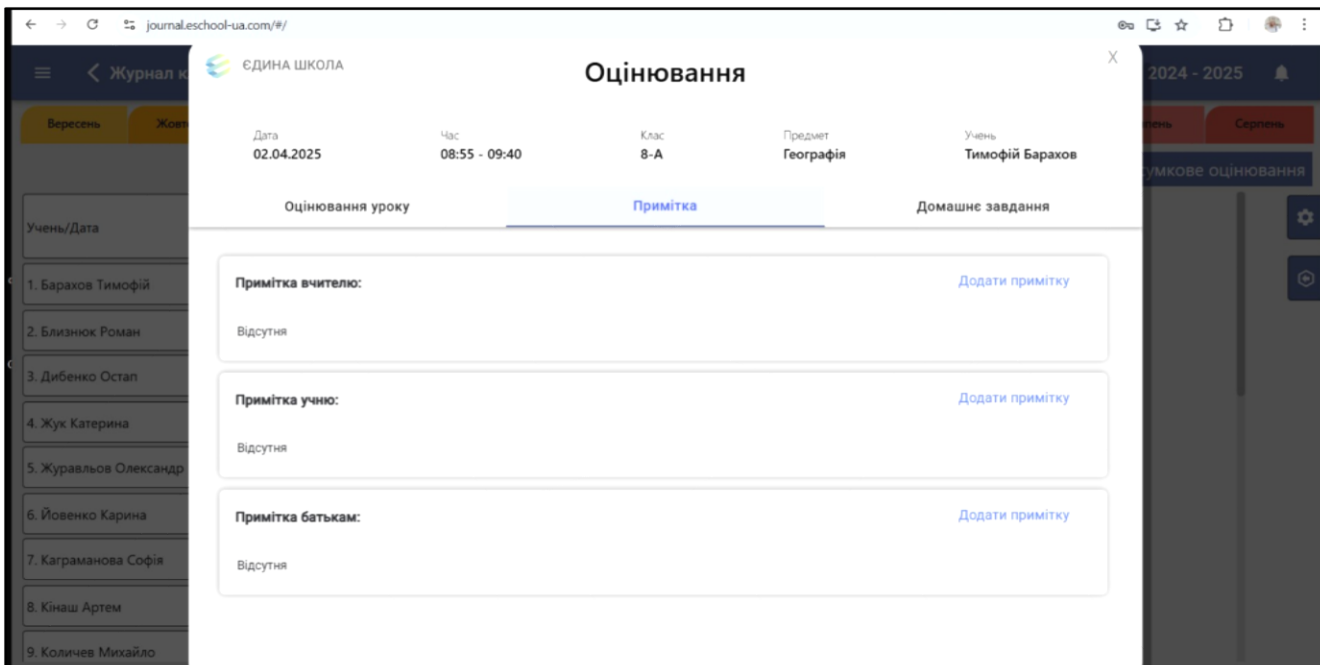 journal.eschool-ua.com/#/
Журнал к
2024 - 2025
ЄДИНА ШКОЛА
Оцінювання
X
Вересень
Жовт
Серпень
Дата
Час
Клас
Предмет
Учень
02.04.2025
08:55 - 09:40
8-А
Географія
Тимофій Барахов
умкове оцінювання
Оцінювання уроку
Примітка
Домашнє завдання
Учень/Дата
1. Барахов Тимофій
2. Близнюк Роман
3. Дибенко Остап
4. Жук Катерина
5. Журавльов Олександр
6. Йовенко Карина
7. Каграманова Софія
8. Кінаш Артем
9. Количев Михайло
Примітка вчителю:
Додати примітку
Відсутня
Примітка учню:
Додати примітку
Відсутня
Примітка батькам:
Додати примітку
Відсутня